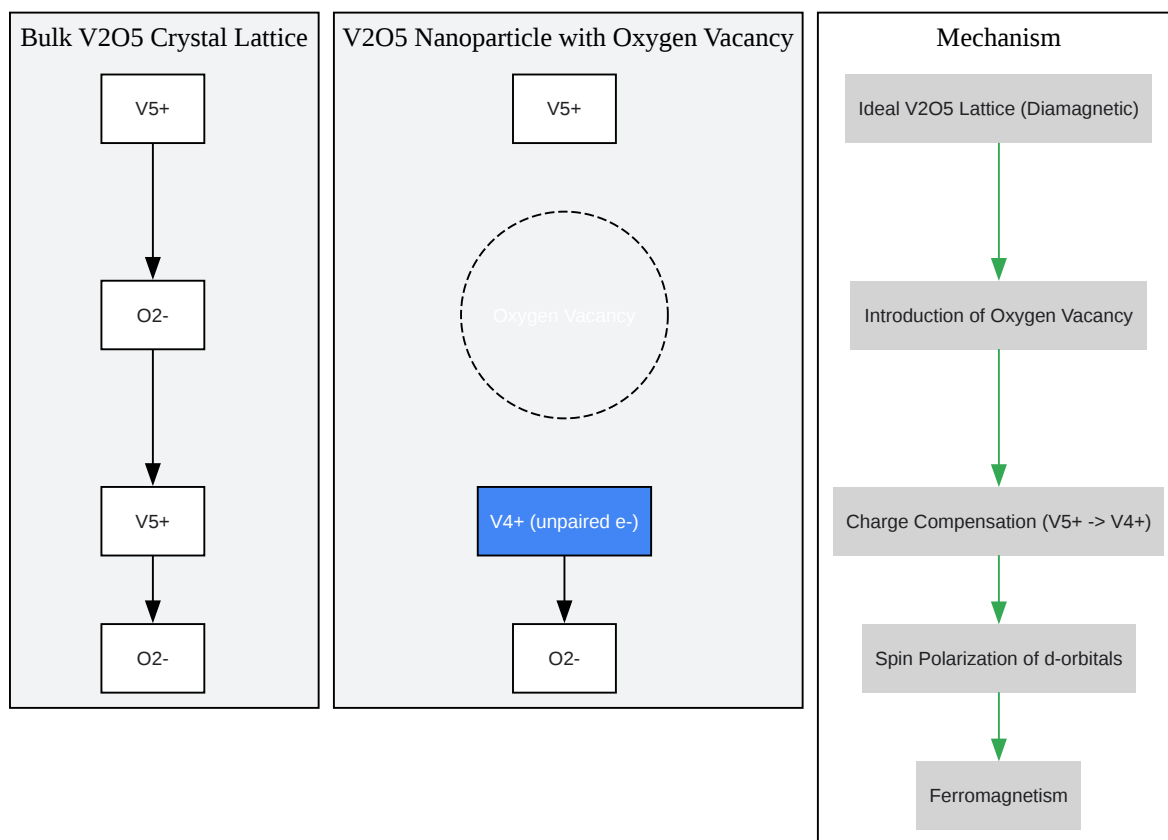 Bulk V2O5 Crystal Lattice
V5+
O2-
V5+
O2-
V2O5 Nanoparticle with Oxygen Vacancy
V5+
Oxygen Vacancy
V4+ (unpaired e-)
O2-
Mechanism
Ideal V2O5 Lattice (Diamagnetic)
Introduction of Oxygen Vacancy
Charge Compensation (V5+ -> V4+)
Spin Polarization of d-orbitals
Ferromagnetism